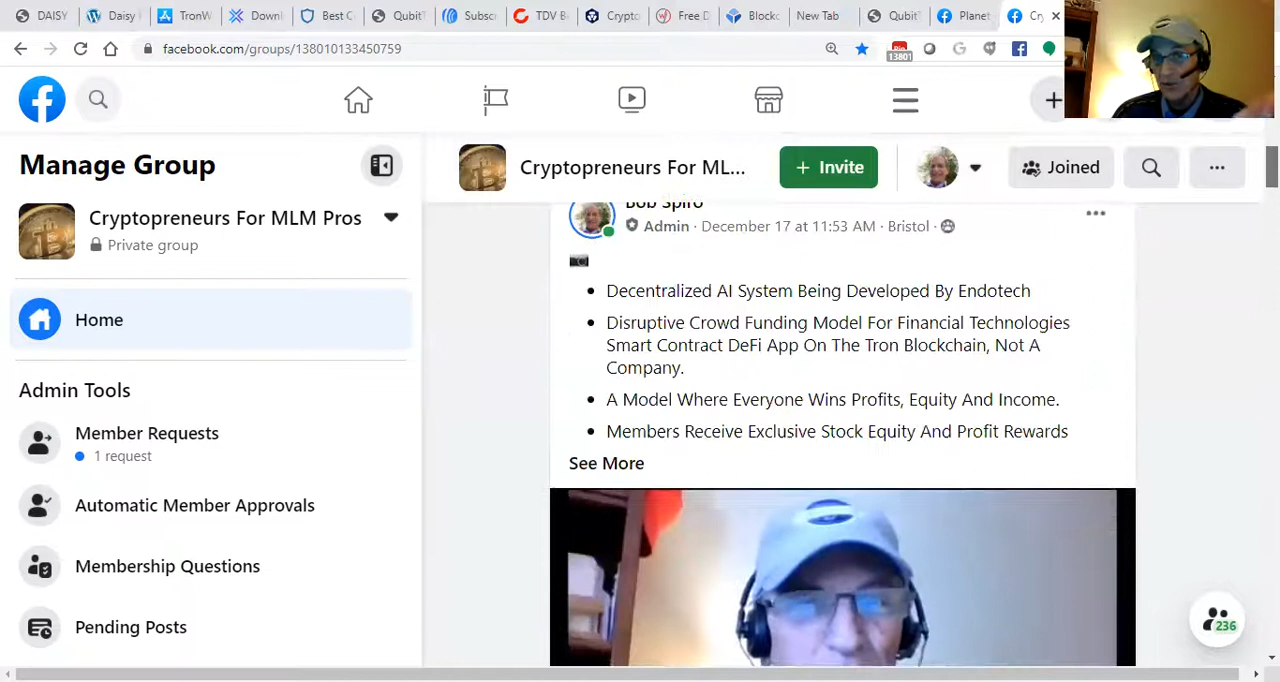 DAISY
Daisy
TronW
Downl
Best C
QubitT
Subsc
TDV B
Crypto
Free D
Blockc
New Tab
QubitT
Planet
Cr
facebook.com/groups/138010133450759
13801
Manage Group
Cryptopreneurs For ML...
+ Invite
Joined
Cryptopreneurs For MLM Pros
Private group
Home
Admin Tools
Member Requests
1 request
Automatic Member Approvals
Membership Questions
Pending Posts
Bob Spiro
Admin · December 17 at 11:53 AM · Bristol ·
• Decentralized AI System Being Developed By Endotech
• Disruptive Crowd Funding Model For Financial Technologies
Smart Contract DeFi App On The Tron Blockchain, Not A
Company.
• A Model Where Everyone Wins Profits, Equity And Income.
• Members Receive Exclusive Stock Equity And Profit Rewards
See More
236